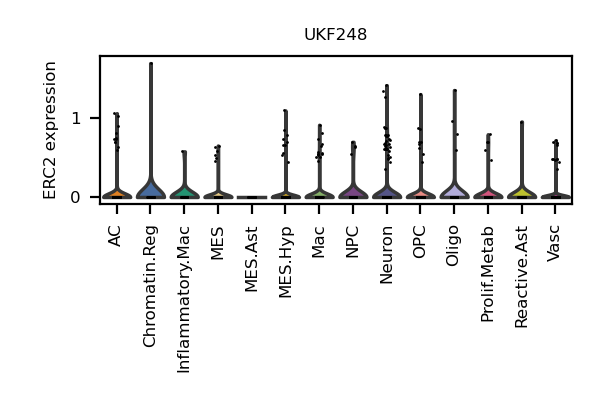 UKF248
ERC2 expression
1
0
AC
Chromatin.Reg
Inflammatory.Mac
MES
MES.Ast
MES.Hyp
Mac
NPC
Neuron
OPC
Oligo
Prolif.Metab
Reactive.Ast
Vasc